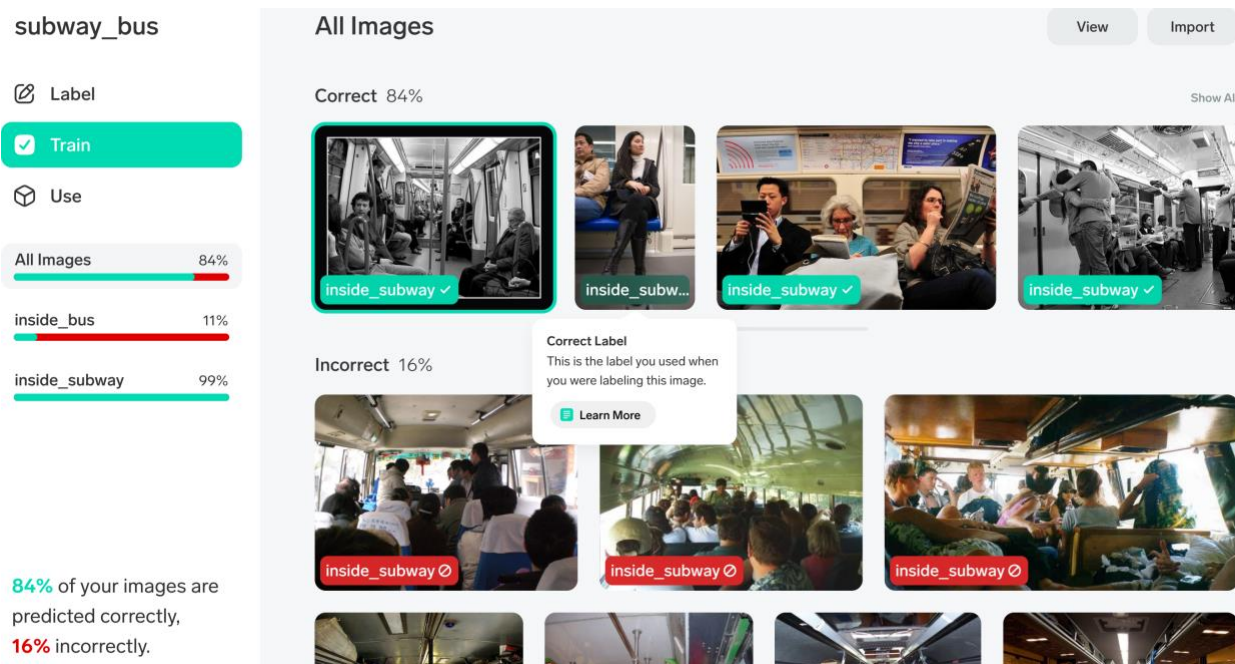 subway_bus
Label
Train
Use
All Images 84%
inside_bus 11%
inside_subway 99%
84% of your images are
predicted correctly,
16% incorrectly.
All Images
View
Import
Correct 84%
Show Al
inside_subway
inside_subw...
inside_subway
inside_subway
Correct Label
This is the label you used when
you were labeling this image.
Learn More
Incorrect 16%
inside_subway
inside_subway
inside_subway